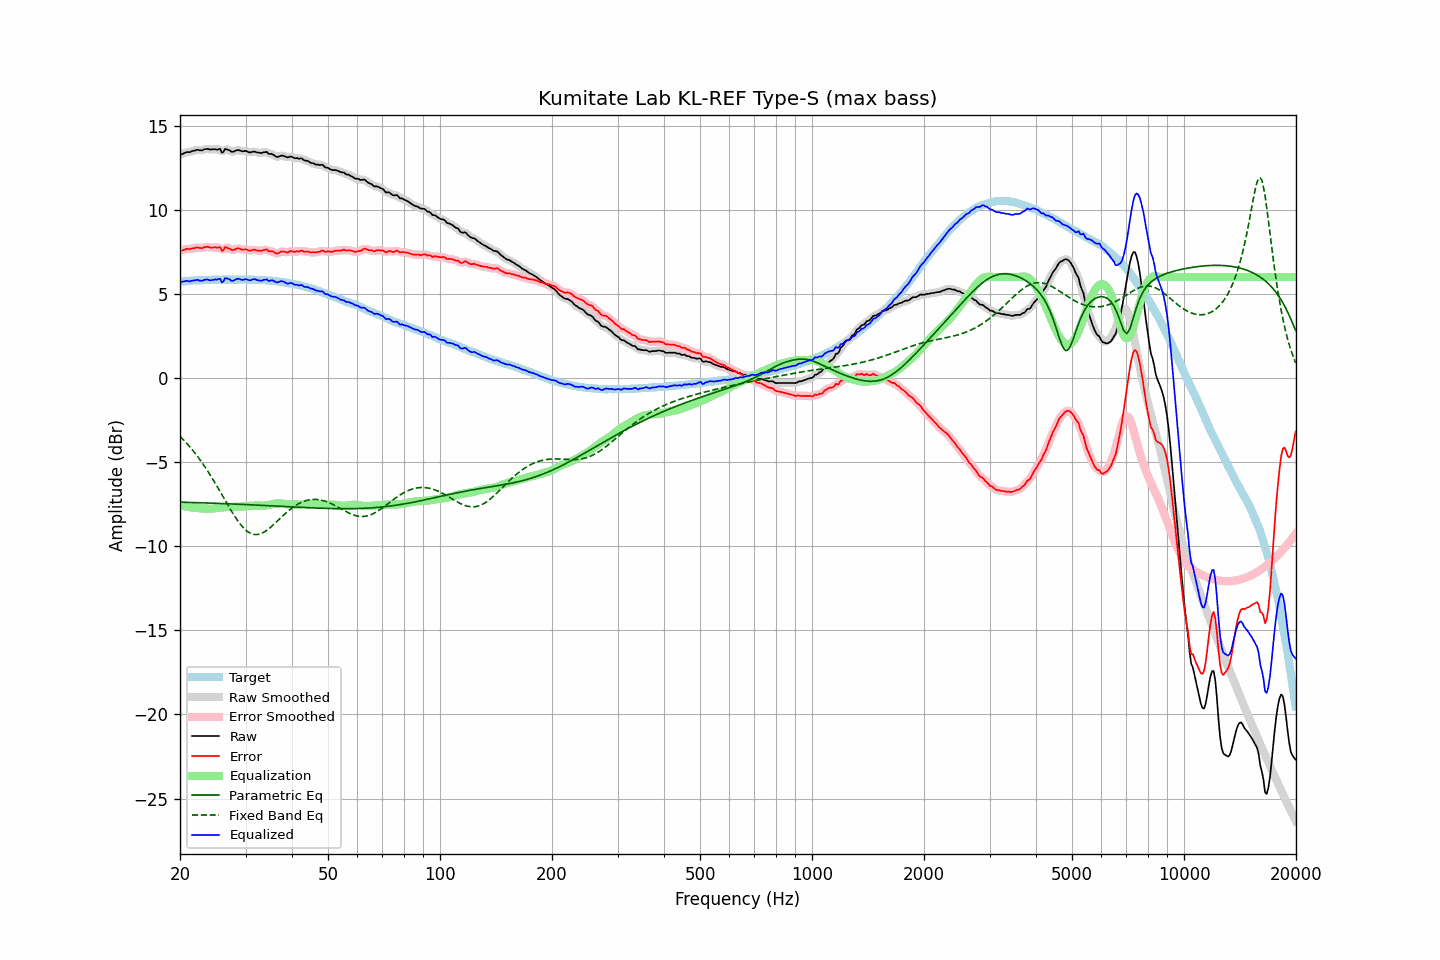 Kumitate Lab KL-REF Type-S (max bass)
15
10
5
0
−5
−10
−15
−20
−25
Amplitude (dBr)
Target
Raw Smoothed
Error Smoothed
Raw
Error
Equalization
Parametric Eq
Fixed Band Eq
Equalized
20 50 100 200 500 1000 2000 5000 10000 20000
Frequency (Hz)